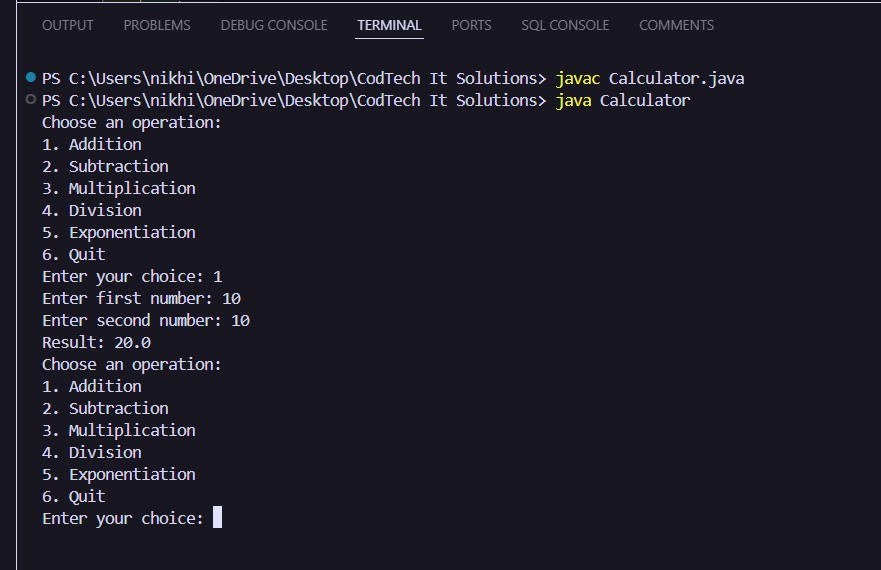 OUTPUT PROBLEMS DEBUG CONSOLE TERMINAL PORTS SQL CONSOLE COMMENTS
PS C:\Users\nikhi\OneDrive\Desktop\CodTech It Solutions> javac Calculator.java
PS C:\Users\nikhi\OneDrive\Desktop\CodTech It Solutions> java Calculator
Choose an operation:
1. Addition
2. Subtraction
3. Multiplication
4. Division
5. Exponentiation
6. Quit
Enter your choice: 1
Enter first number: 10
Enter second number: 10
Result: 20.0
Choose an operation:
1. Addition
2. Subtraction
3. Multiplication
4. Division
5. Exponentiation
6. Quit
Enter your choice: